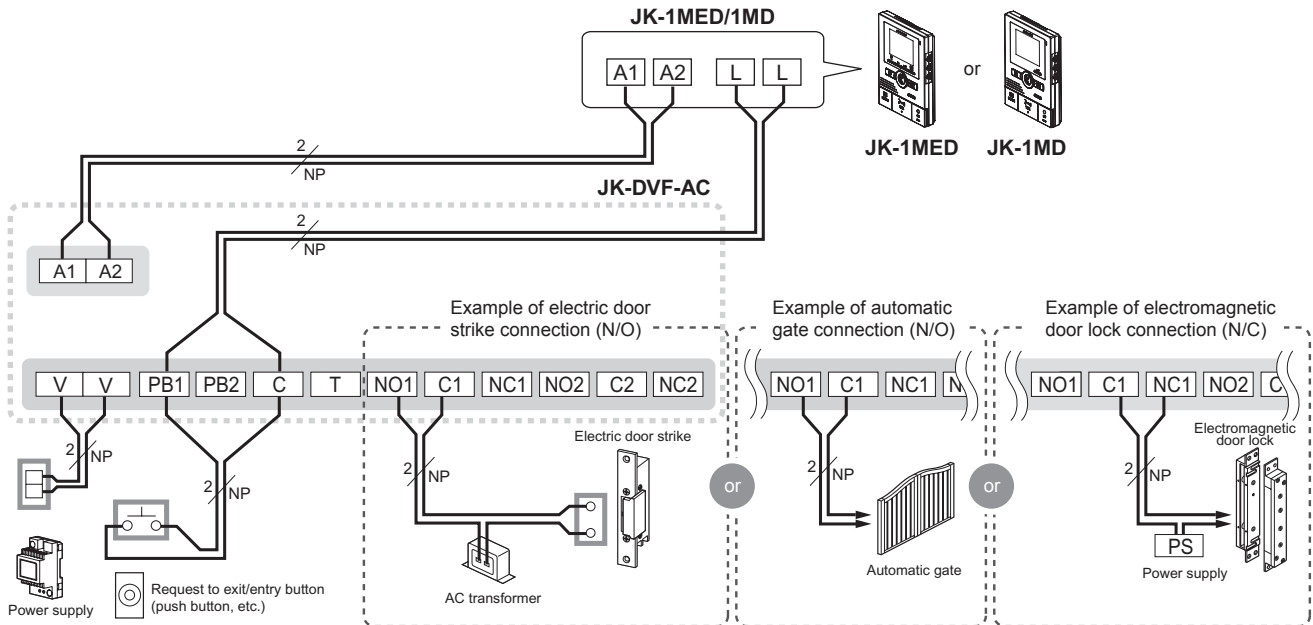 JK-1MED/1MD
A1 A2 L L
or
JK-1MED JK-1MD
2
NP
JK-DVF-AC
2
NP
A1 A2
Example of electric door
strike connection (N/O)
Example of automatic
gate connection (N/O)
Example of electromagnetic
door lock connection (N/C)
V V PB1 PB2 C T NO1 C1 NC1 NO2 C2 NC2
NO1 C1 NC1 N
NO1 C1 NC1 NO2 C
2
NP
2
NP
2
NP
Electric door strike
or
2
NP
or
2
NP
Electromagnetic
door lock
PS
Power supply
Automatic gate
AC transformer
Power supply
Request to exit/entry button
(push button, etc.)